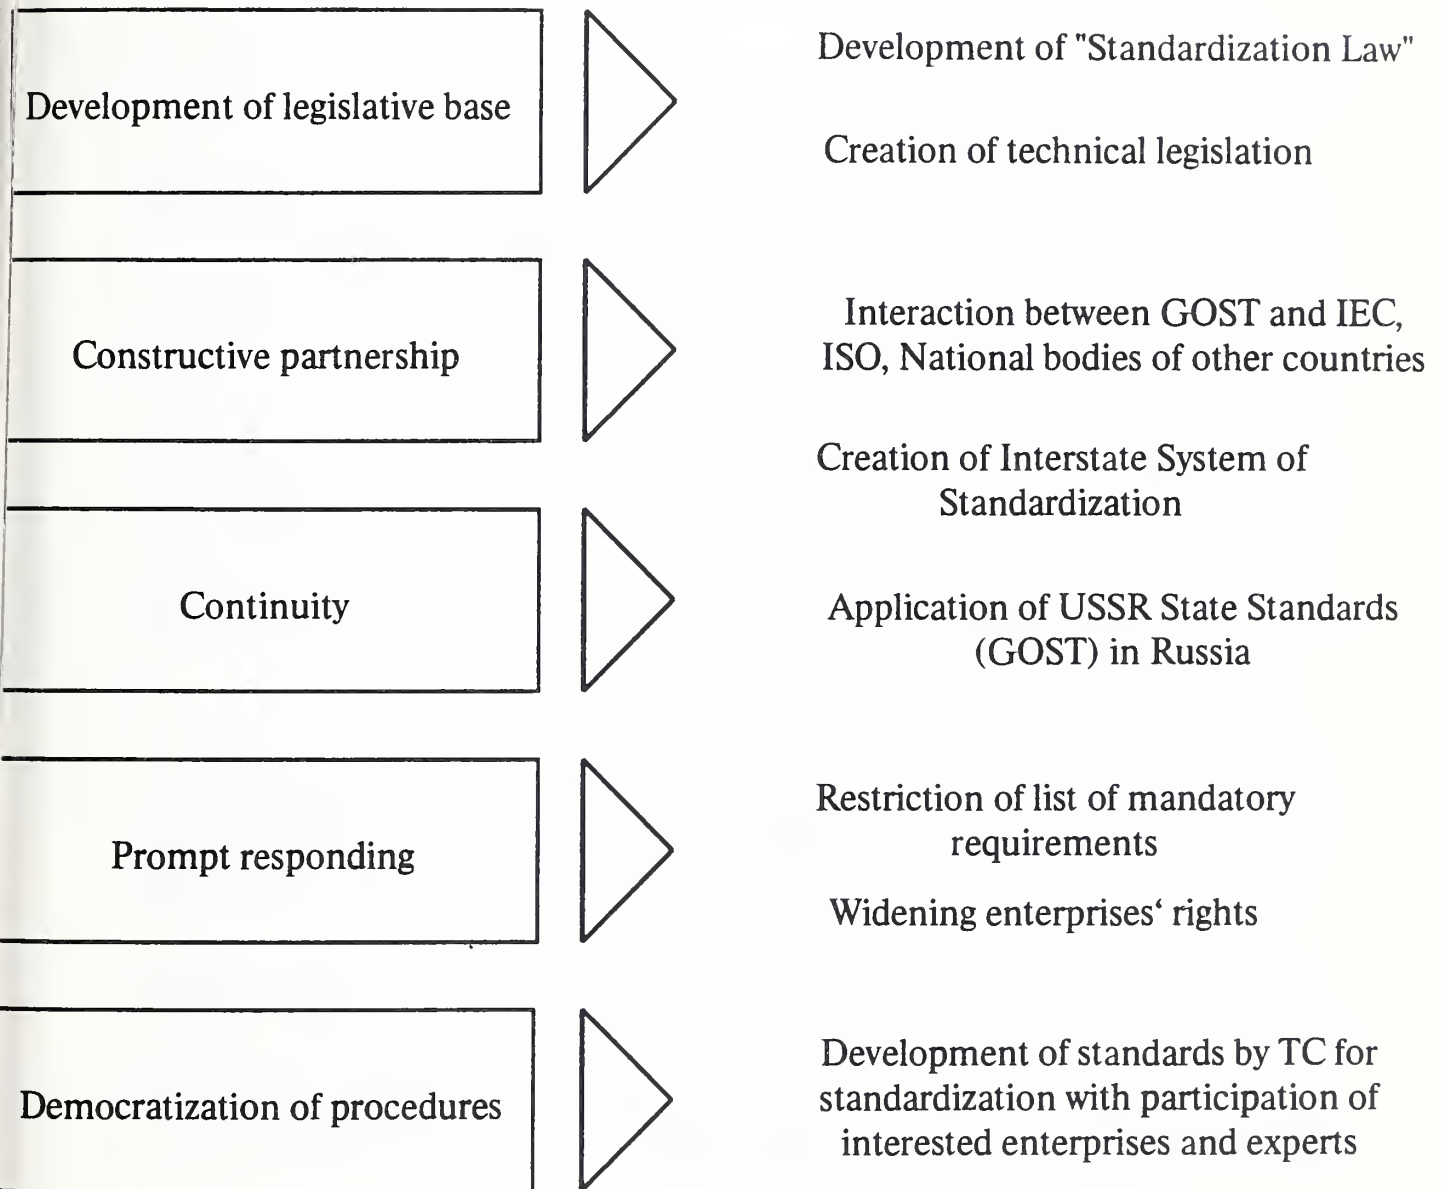 Development of legislative base
Development of "Standardization Law"
Creation of technical legislation
Constructive partnership
Interaction between GOST and IEC,
ISO, National bodies of other countries
Creation of Interstate System of
Standardization
Continuity
Application of USSR State Standards
(GOST) in Russia
Prompt responding
Restriction of list of mandatory
requirements
Widening enterprises‘ rights
Democratization of procedures
Development of standards by TC for
standardization with participation of
interested enterprises and experts